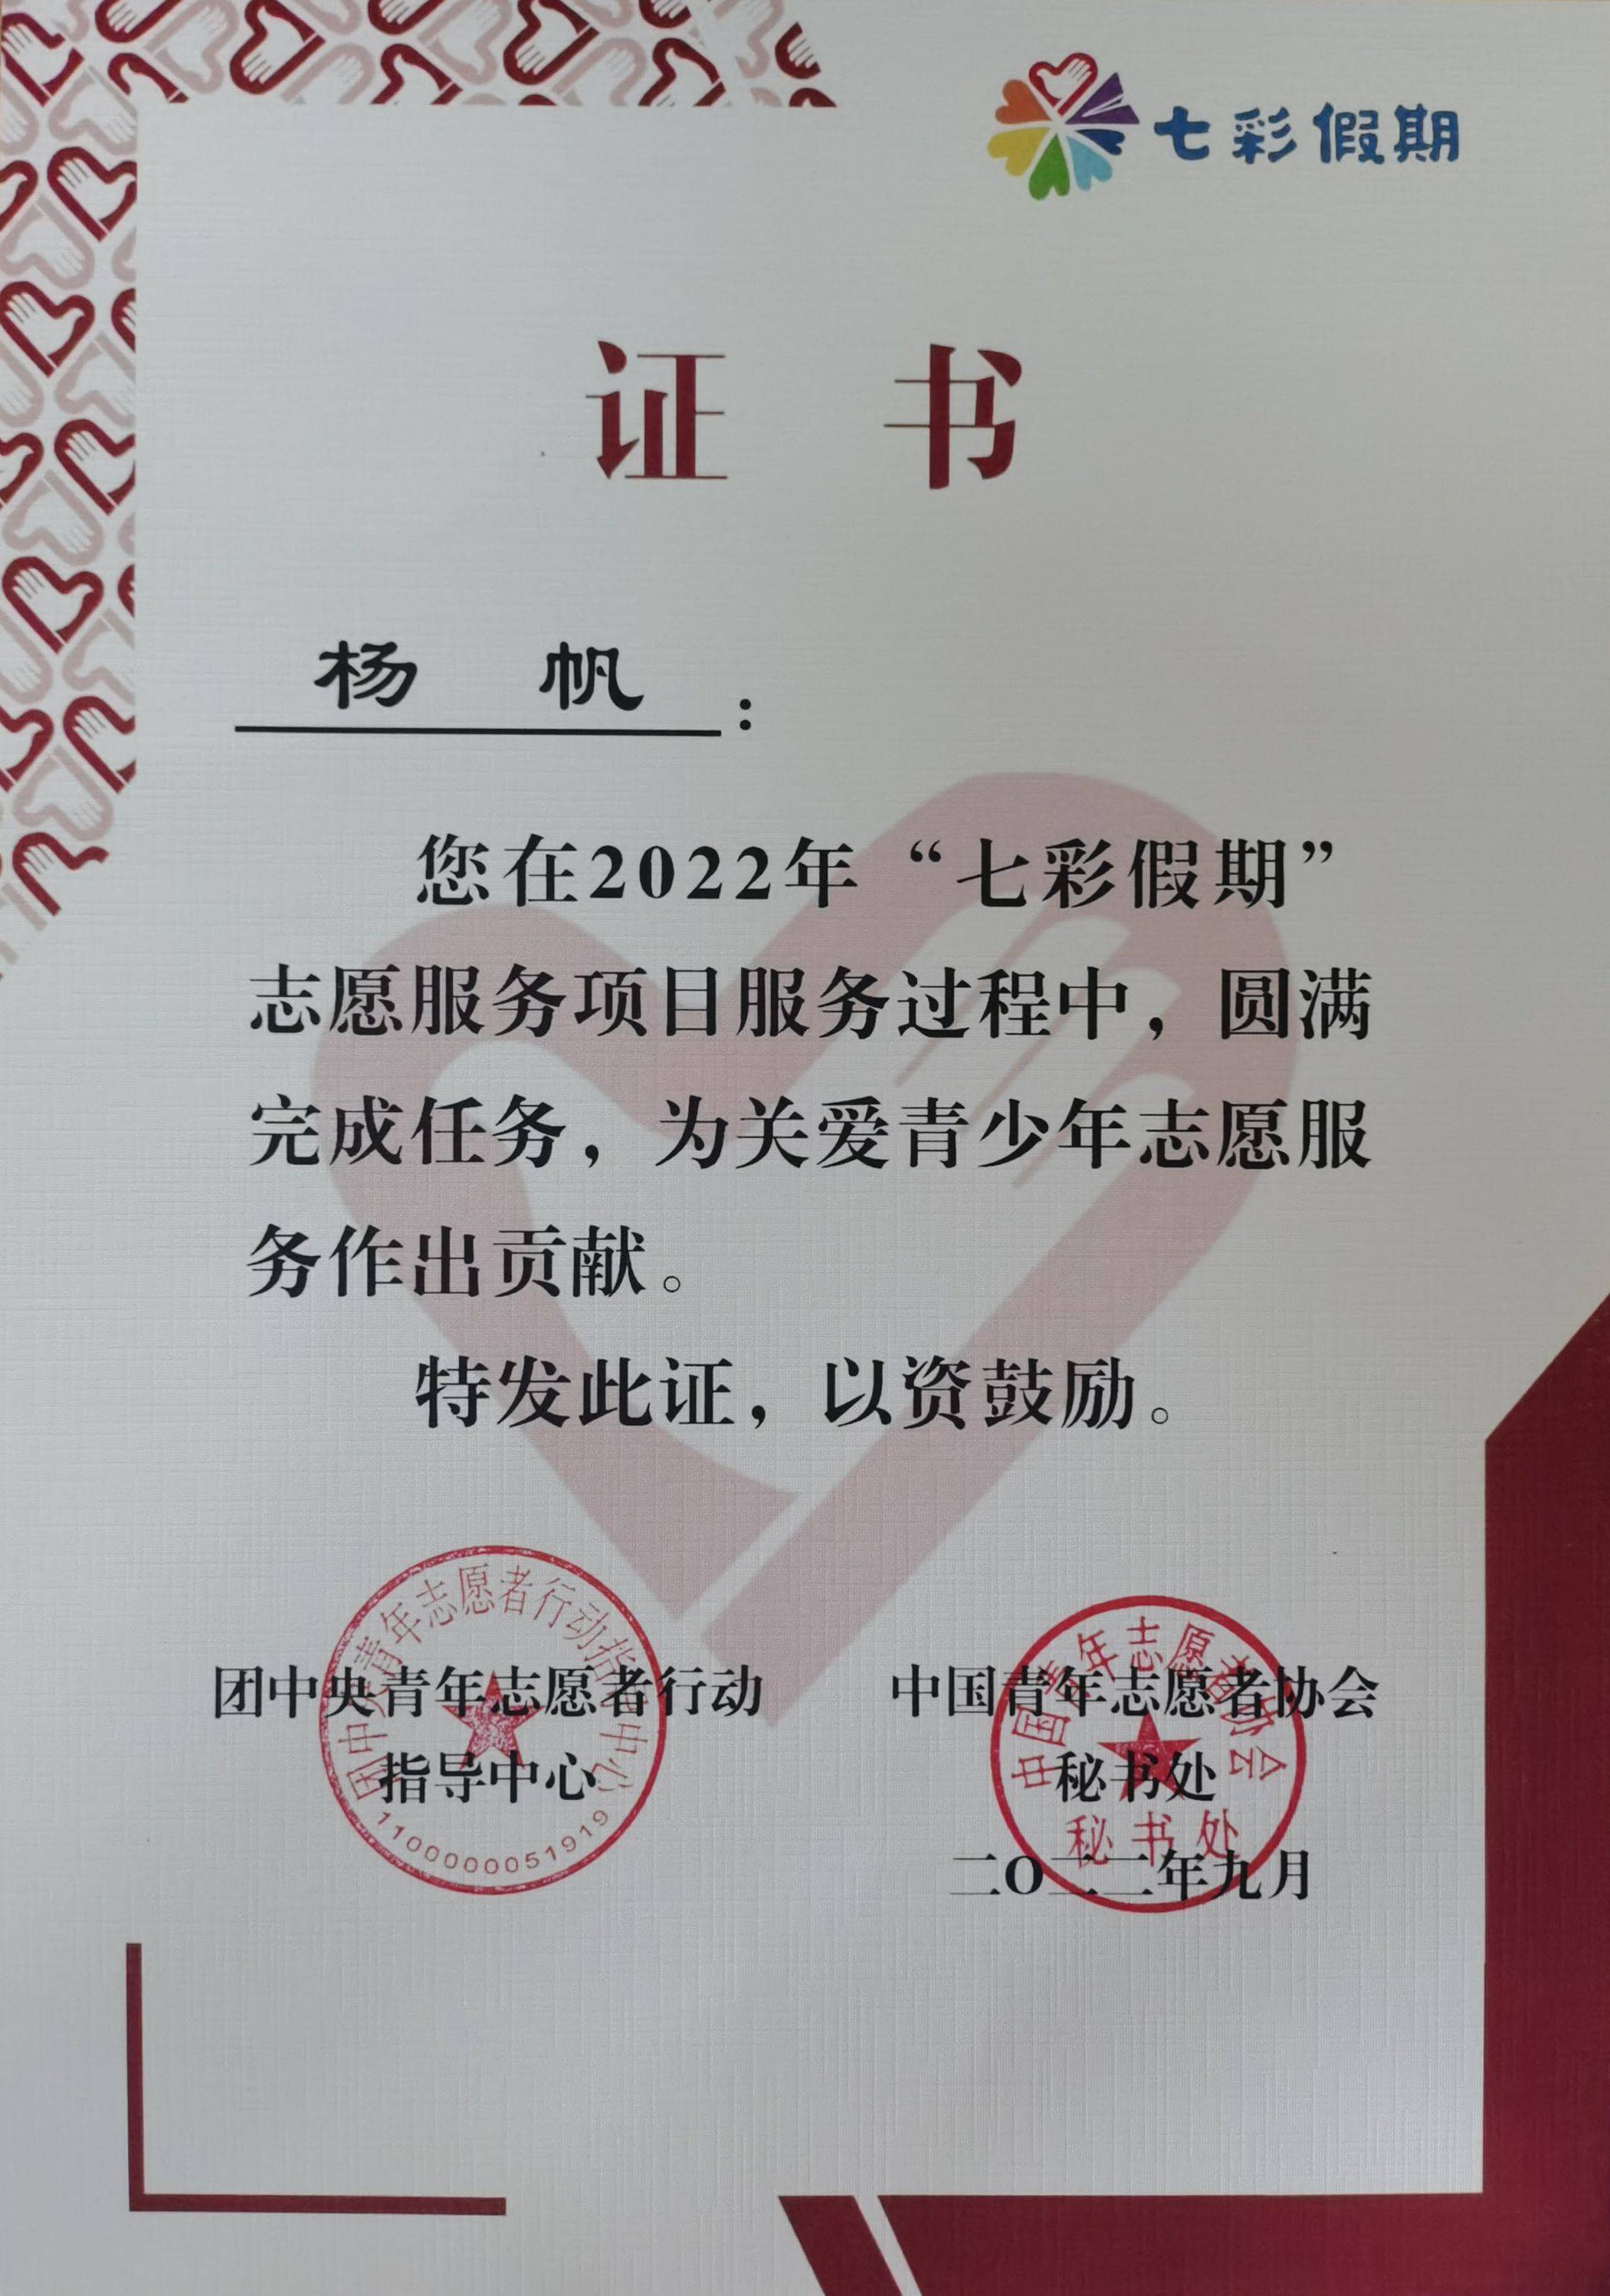 七彩假期
证书
杨 帆：
您在2022年“七彩假期”
志愿服务项目服务过程中，圆满
完成任务，为关爱青少年志愿服
务作出贡献。
特发此证，以资鼓励。
团中央青年志愿者行动指导中心
1100000051919
团中央青年志愿者行动
指导中心
中国青年志愿者协会
秘书处
中国青年志愿者协会
秘书处
二〇二二年九月